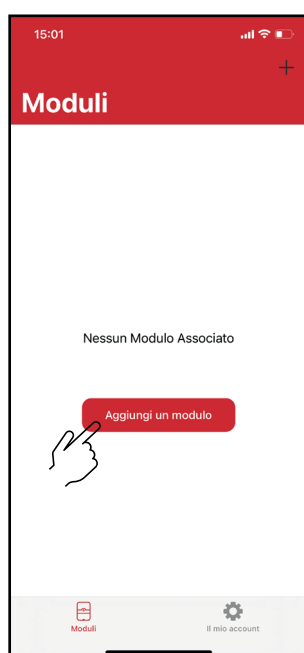 15:01
Moduli
Nessun Modulo Associato
Aggiungi un modulo
Moduli
Il mio account